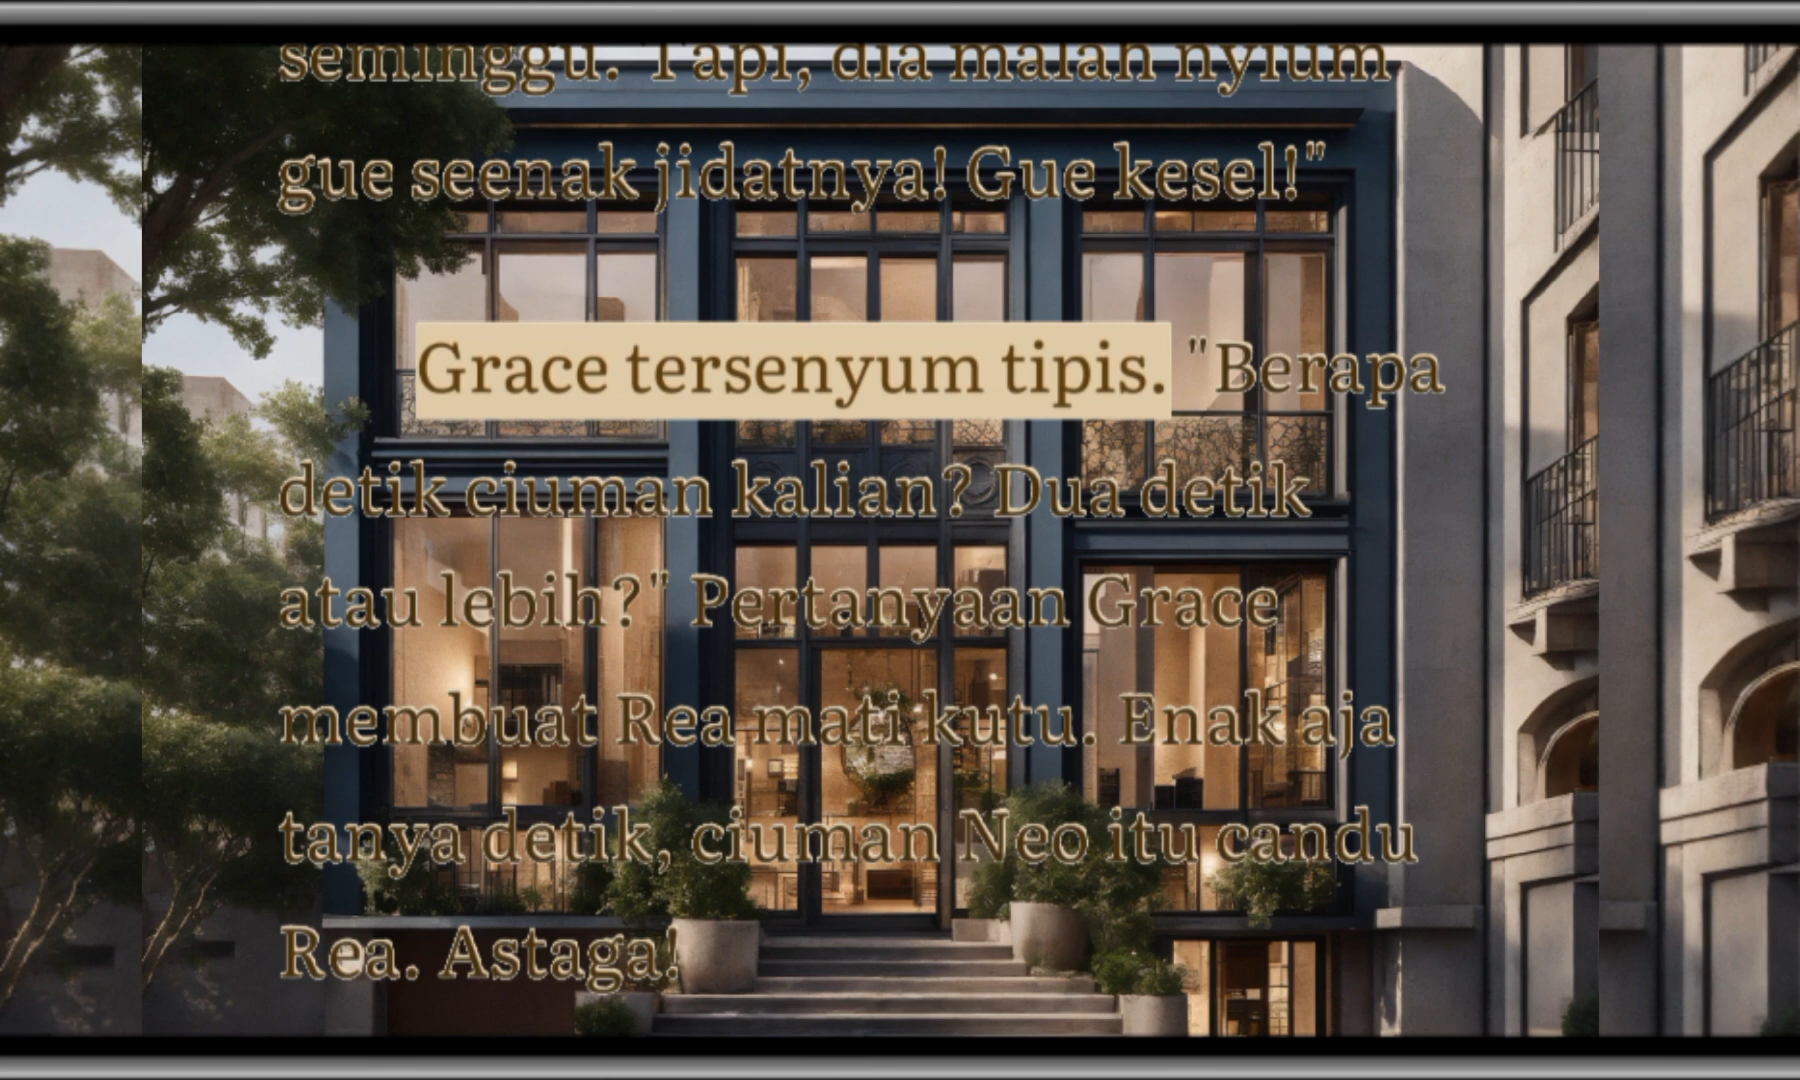 seminggu. Tapi, dia malah nyium
gue seenak jidatnya! Gue kesel!"
Grace tersenyum tipis. "Berapa
detik ciuman kalian? Dua detik
atau lebih?" Pertanyaan Grace
membuat Rea mati kutu. Enak aja
tanya detik, ciuman Neo itu candu
Rea. Astaga!